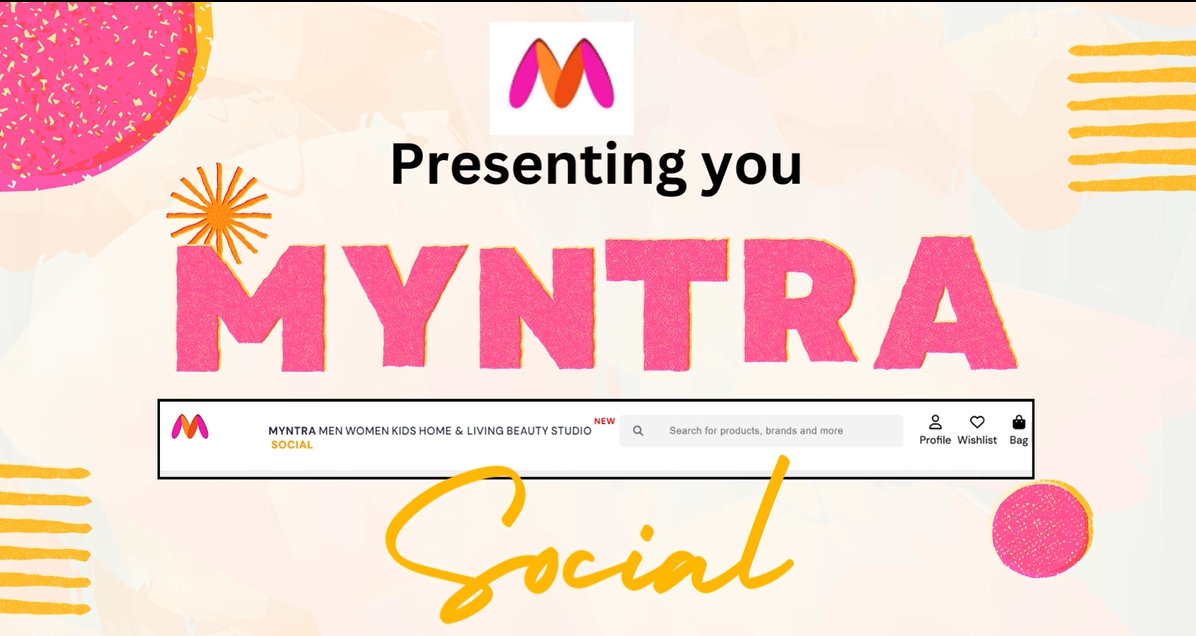 Presenting you
MYNTRA
MYNTRA MEN WOMEN KIDS HOME & LIVING BEAUTY STUDIO NEW
SOCIAL
Search for products, brands and more
Profile Wishlist Bag
Social